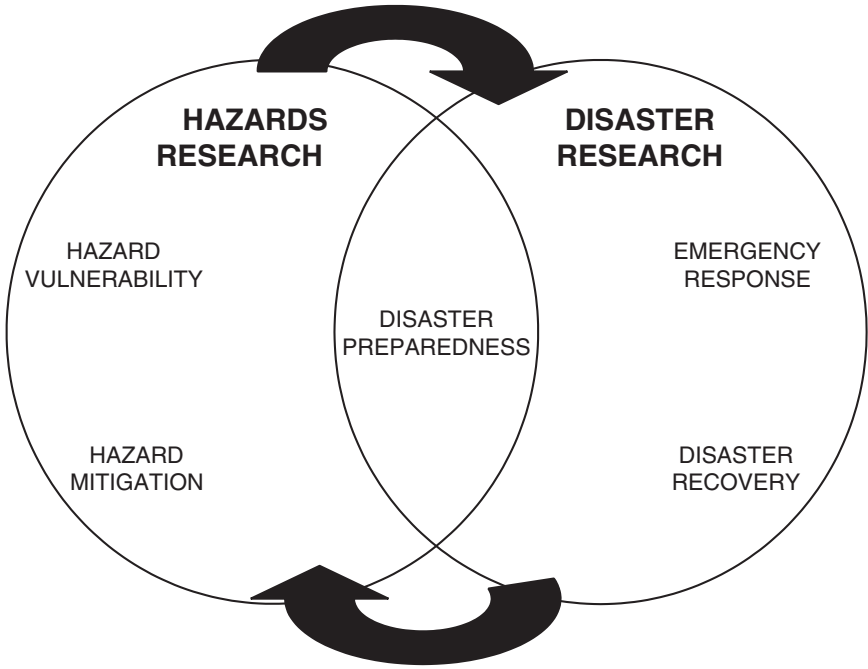 HAZARDS
RESEARCH
DISASTER
RESEARCH
HAZARD
VULNERABILITY
EMERGENCY
RESPONSE
DISASTER
PREPAREDNESS
HAZARD
MITIGATION
DISASTER
RECOVERY